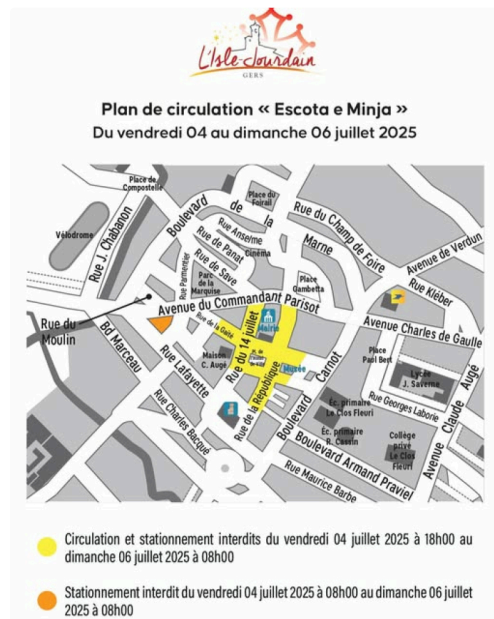 L'Isle-Jourdain
GERS
Plan de circulation « Escota e Minja »
Du vendredi 04 au dimanche 06 juillet 2025
Place de
Compostelle
Place du
Foirail
Boulevard de la Marne
Rue du Champ de Foire
Vélodrome
Rue J. Chabanon
Rue Anselme
Rue de Panat
Cinéma
Avenue de Verdun
Rue de Save
Rue Parmentier
Parc
de la
Marquise
Place
Gambetta
Rue Kléber
Avenue du Commandant Parisot
Rue du
Moulin
Rue de la Gaité
Mairie
Avenue Charles de Gaulle
Bd Marceau
Rue du 14 juillet
Maison
C. Augé
Musée
Place
Paol Bert
Rue Lafayette
Rue de la République
Boulevard Carnot
Lycée
J. Saverne
Rue Georges Laborie
Avenue Claude Augé
Rue Charles Bacqué
Éc. primaire
Le Clos Fleuri
Éc. primaire
R. Cassin
Collège
privé
Le Clos
Fleuri
Boulevard Armand Praviel
Rue Maurice Barbe
Circulation et stationnement interdits du vendredi 04 juillet 2025 à 18h00 au
dimanche 06 juillet 2025 à 08h00
Stationnement interdit du vendredi 04 juillet 2025 à 08h00 au dimanche 06 juillet
2025 à 08h00